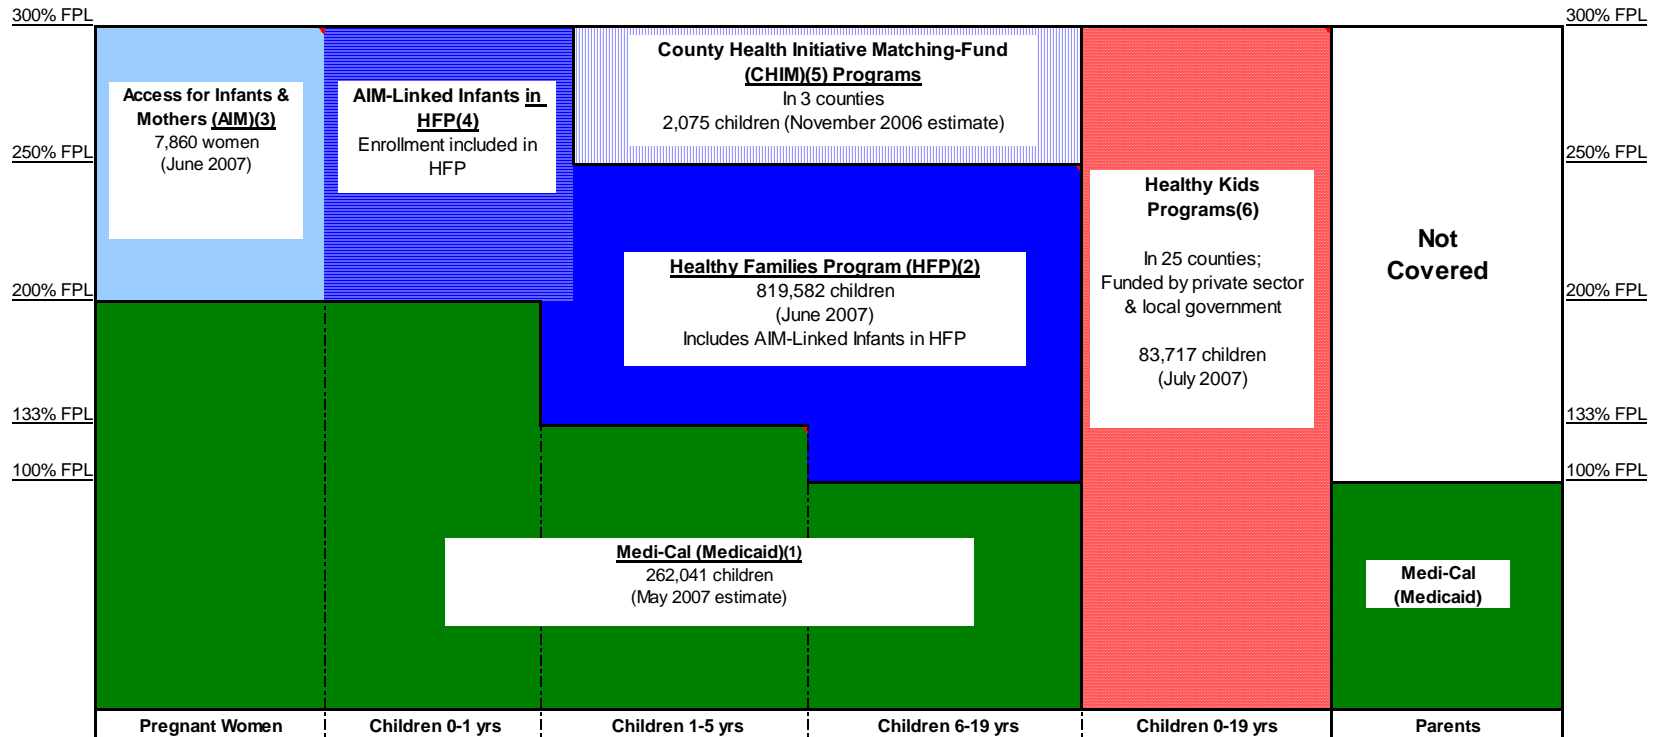 300% FPL
250% FPL
200% FPL
133% FPL
100% FPL
Access for Infants &
Mothers (AIM)(3)
7,860 women
(June 2007)
AIM-Linked Infants in
HFP(4)
Enrollment included in
HFP
County Health Initiative Matching-Fund
(CHIM)(5) Programs
In 3 counties
2,075 children (November 2006 estimate)
Healthy Families Program (HFP)(2)
819,582 children
(June 2007)
Includes AIM-Linked Infants in HFP
Healthy Kids
Programs(6)
In 25 counties;
Funded by private sector
& local government
83,717 children
(July 2007)
Not
Covered
Medi-Cal (Medicaid)(1)
262,041 children
(May 2007 estimate)
Medi-Cal
(Medicaid)
300% FPL
250% FPL
200% FPL
133% FPL
100% FPL
Pregnant Women
Children 0-1 yrs
Children 1-5 yrs
Children 6-19 yrs
Children 0-19 yrs
Parents